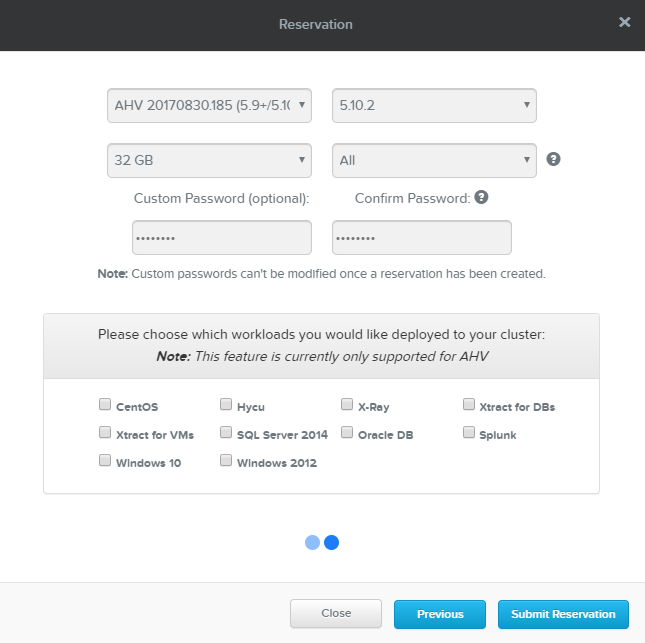 Reservation ×
AHV 20170830.185 (5.9+/5.1( 5.10.2
32 GB All ?
Custom Password (optional): Confirm Password: ?
•••••••• ••••••••
Note: Custom passwords can't be modified once a reservation has been created.
Please choose which workloads you would like deployed to your cluster:
Note: This feature is currently only supported for AHV
CentOS Hycu X-Ray Xtract for DBs
Xtract for VMs SQL Server 2014 Oracle DB Splunk
Windows 10 Windows 2012
Close Previous Submit Reservation